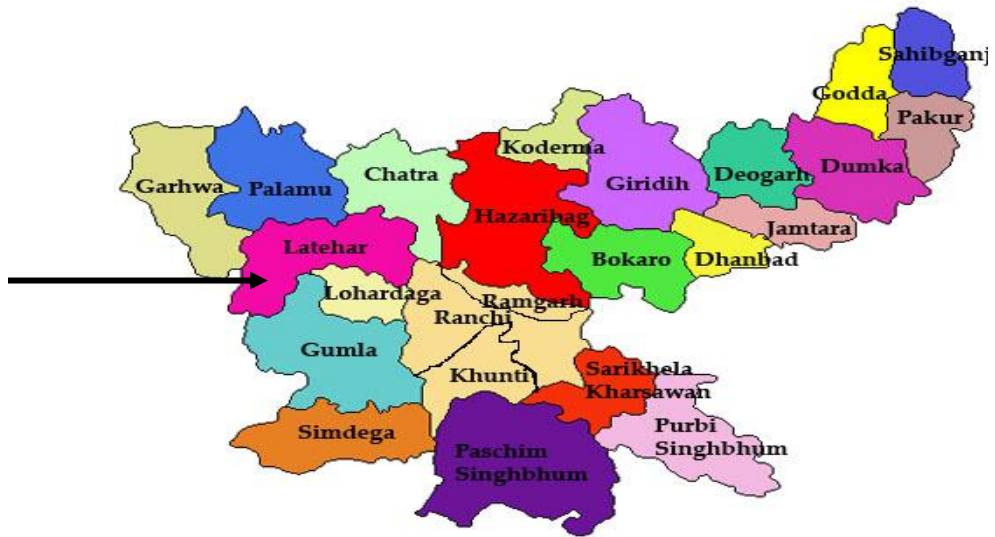 Sahibganj
Godda
Pakur
Koderma
Garhwa
Palamu
Chatra
Giridih
Deogarh
Dumka
Hazaribag
Jamtara
Latehar
Bokaro
Dhanbad
Lohardaga
Ramgarh
Ranchi
Gumla
Khunti
Sarikhela
Kharsawan
Simdega
Purbi
Singhbhum
Paschim
Singhbhum